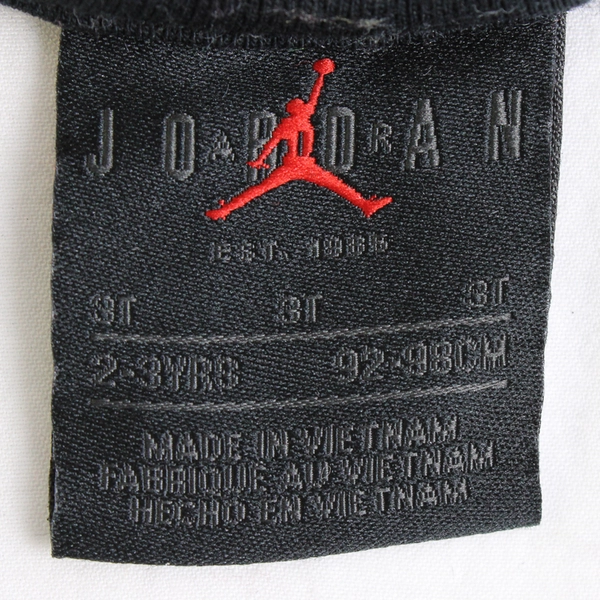 JORDAN
AR
EST. 1985
3T 3T 3T
2-3YRS 92-98CM
MADE IN VIETNAM
FABRIQUE AU VIETNAM
HECHO EN VIETNAM